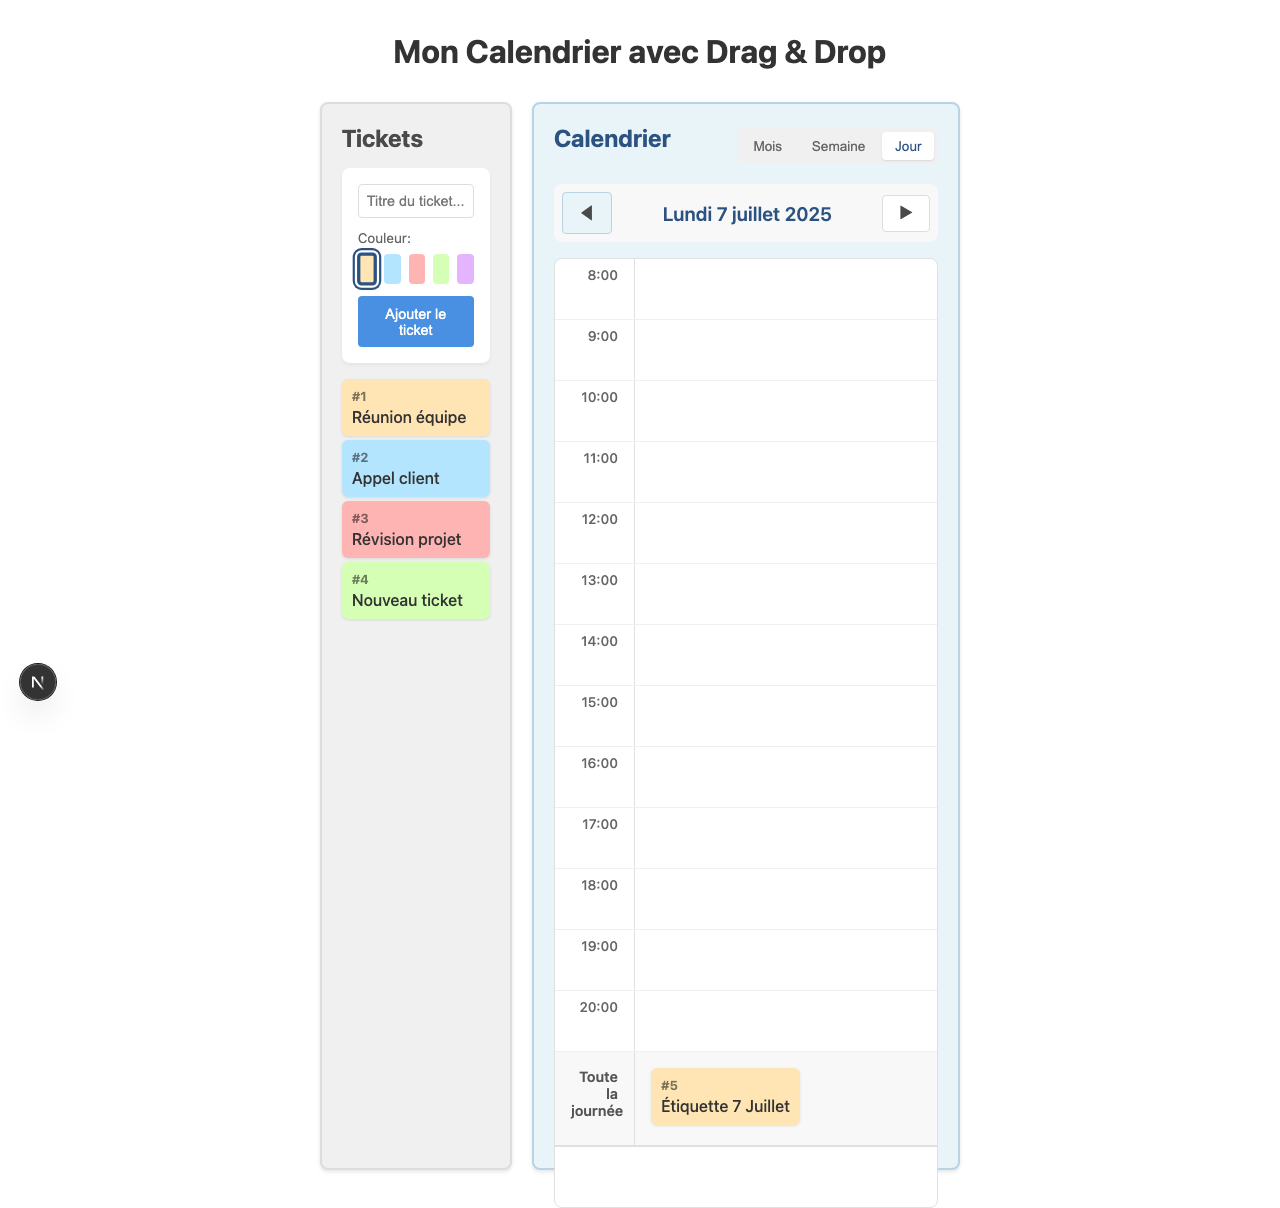 Mon Calendrier avec Drag & Drop
Tickets
Titre du ticket...
Couleur:
Ajouter le
ticket
#1
Réunion équipe
#2
Appel client
#3
Révision projet
#4
Nouveau ticket
N
Calendrier
Mois
Semaine
Jour
Lundi 7 juillet 2025
8:00
9:00
10:00
11:00
12:00
13:00
14:00
15:00
16:00
17:00
18:00
19:00
20:00
Toute
la
journée
#5
Étiquette 7 Juillet